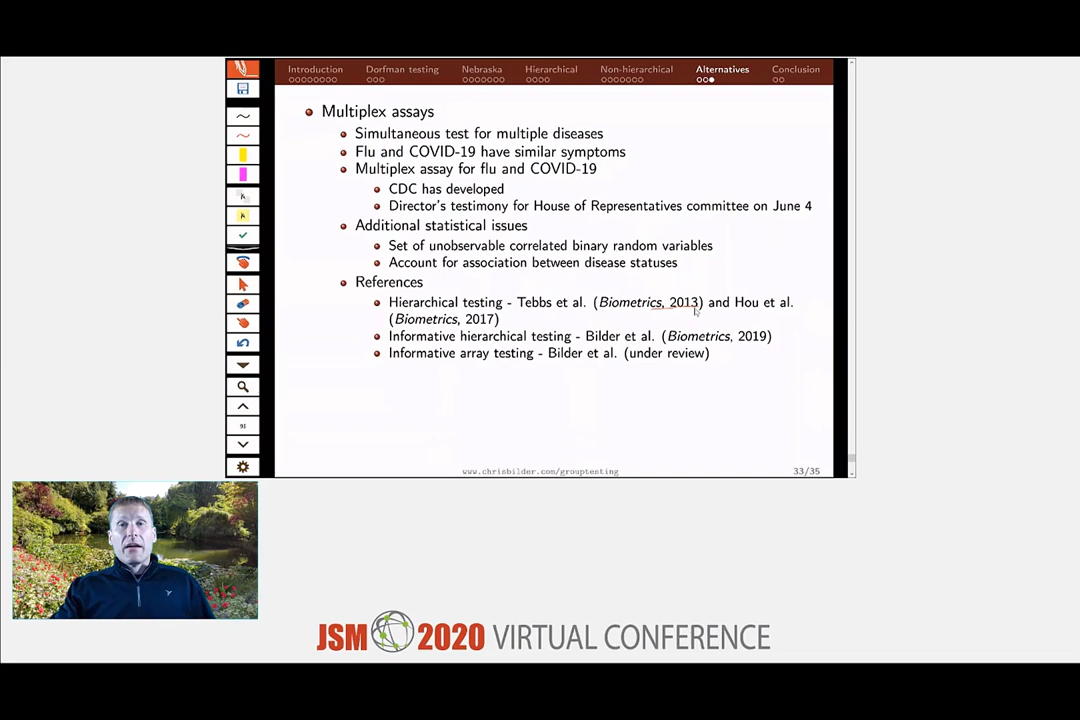 Introduction Dorfman testing Nebraska Hierarchical Non-hierarchical Alternatives Conclusion
Multiplex assays
Simultaneous test for multiple diseases
Flu and COVID-19 have similar symptoms
Multiplex assay for flu and COVID-19
CDC has developed
Director's testimony for House of Representatives committee on June 4
Additional statistical issues
Set of unobservable correlated binary random variables
Account for association between disease statuses
References
Hierarchical testing - Tebbs et al. (Biometrics, 2013) and Hou et al.
(Biometrics, 2017)
Informative hierarchical testing - Bilder et al. (Biometrics, 2019)
Informative array testing - Bilder et al. (under review)
www.chrisbilder.com/grouptesting 33/35
JSM 2020 VIRTUAL CONFERENCE